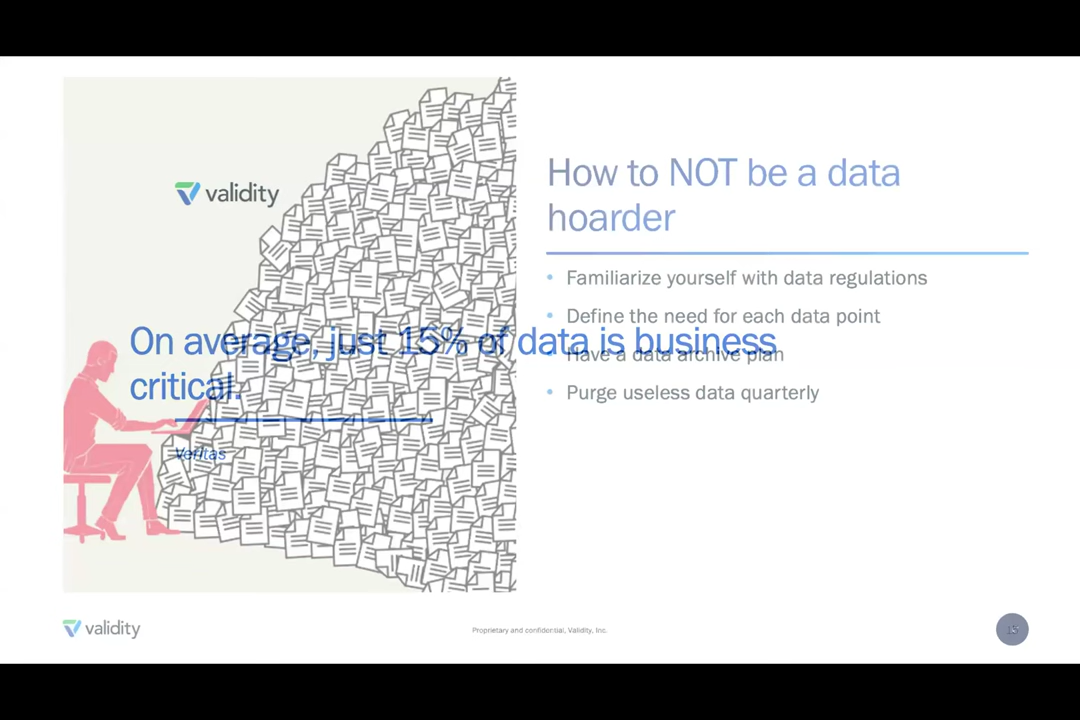 validity
On average, just 15% of data is business
critical.
Veritas
How to NOT be a data
hoarder
• Familiarize yourself with data regulations
• Define the need for each data point
• Have a data archive plan
• Purge useless data quarterly
validity
Proprietary and confidential, Validity, Inc.